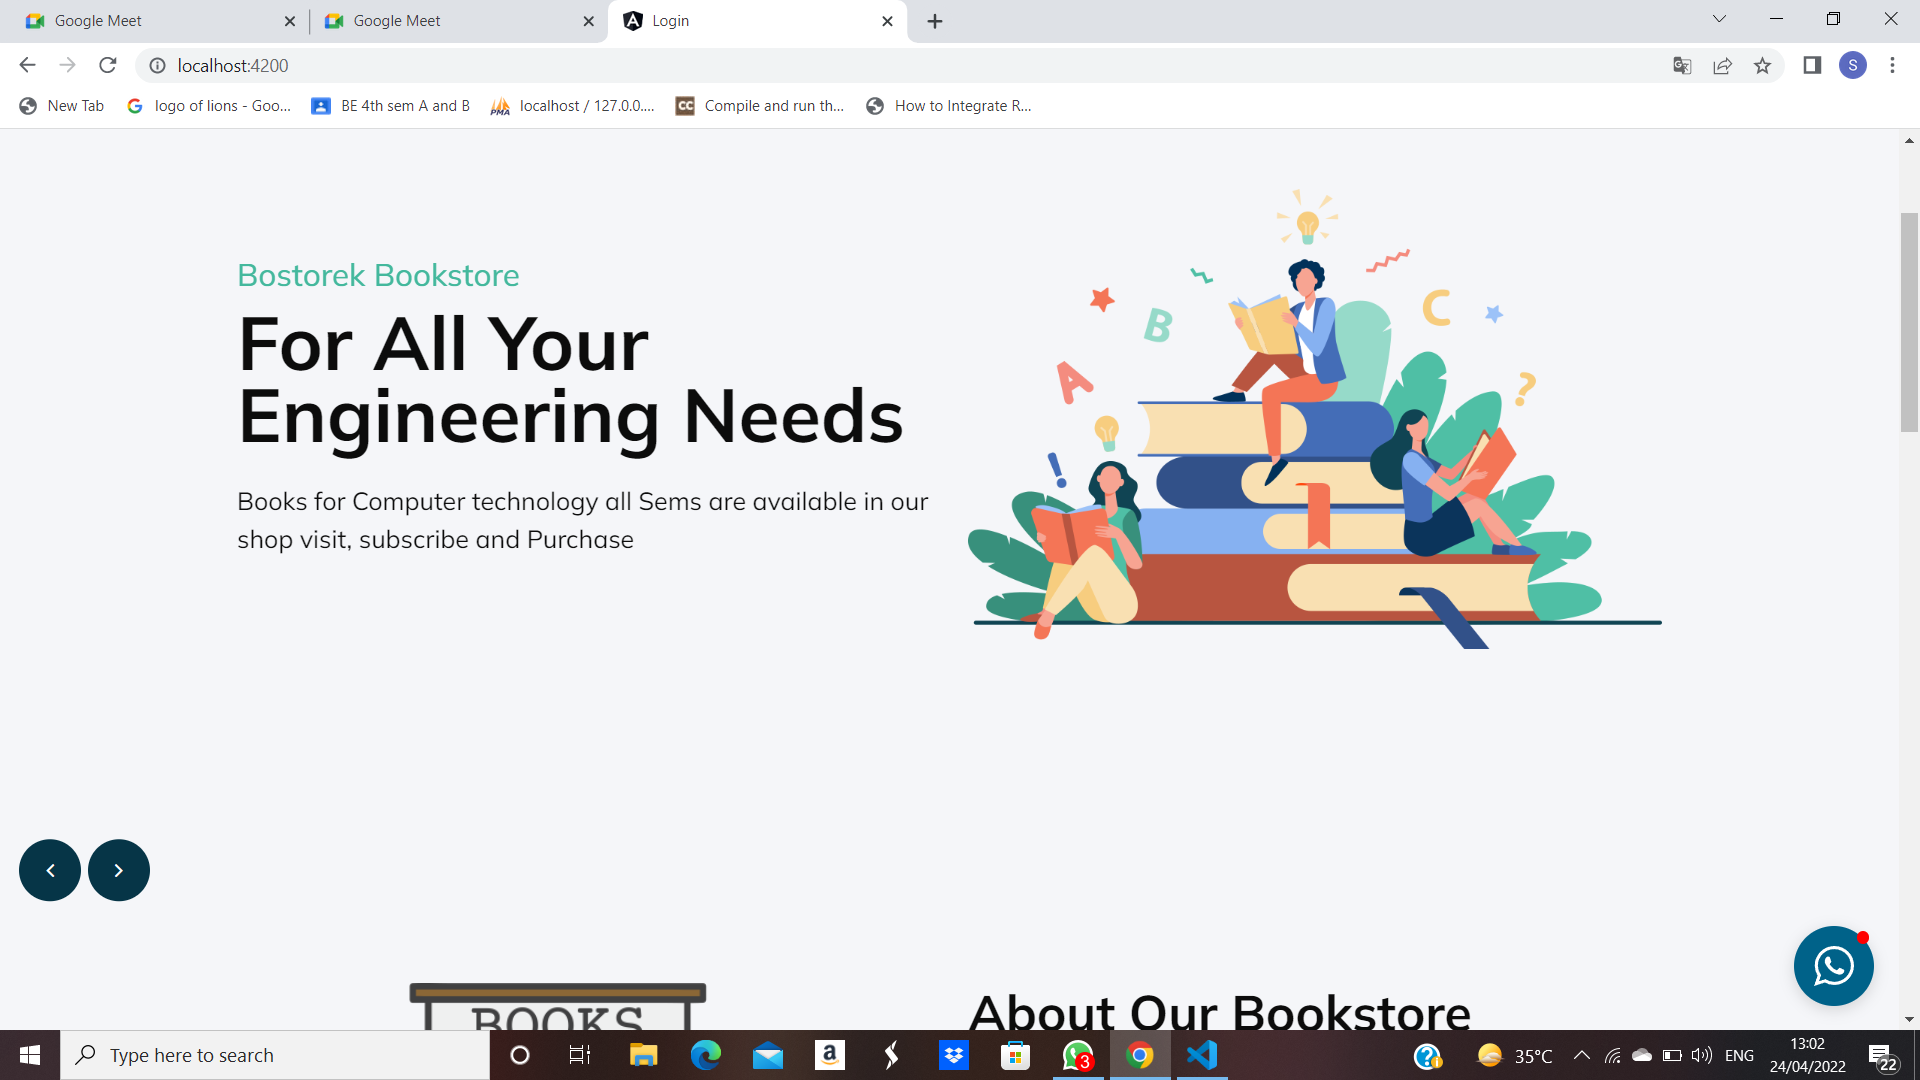 Google Meet
Google Meet
Login
localhost:4200
S
New Tab
logo of lions - Goo...
BE 4th sem A and B
PMA
localhost / 127.0.0....
CC
Compile and run th...
How to Integrate R...
Bostorek Bookstore
For All Your
Engineering Needs
Books for Computer technology all Sems are available in our
shop visit, subscribe and Purchase
A
B
C
?
!
BOOKS
About Our Bookstore
Type here to search
a
3
35°C
ENG
13:02
24/04/2022
22